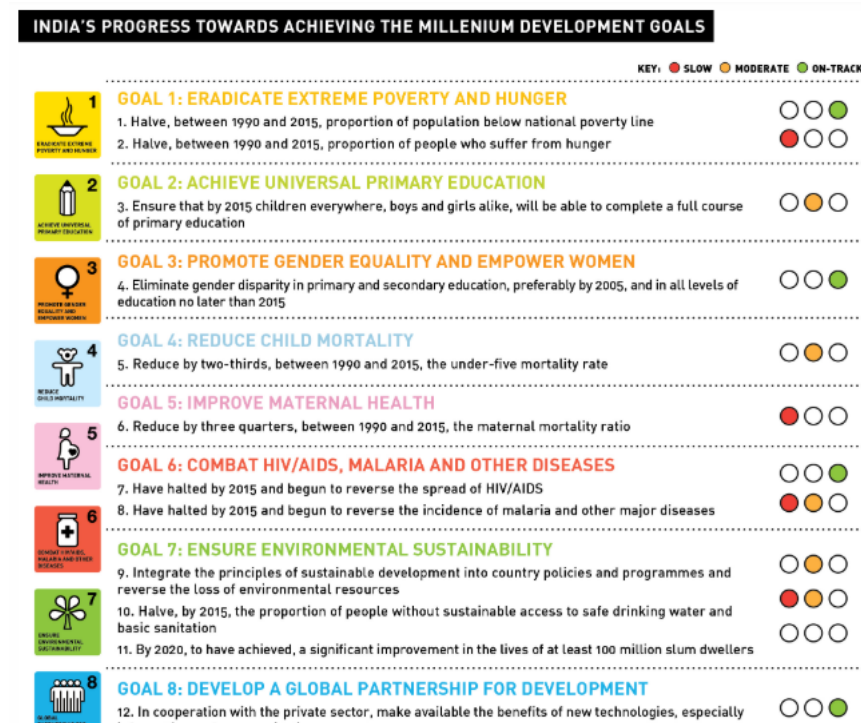 INDIA'S PROGRESS TOWARDS ACHIEVING THE MILLENIUM DEVELOPMENT GOALS
KEY: SLOW MODERATE ON-TRACK
1
ERADICATE EXTREME
POVERTY AND HUNGER
GOAL 1: ERADICATE EXTREME POVERTY AND HUNGER
1. Halve, between 1990 and 2015, proportion of population below national poverty line
2. Halve, between 1990 and 2015, proportion of people who suffer from hunger
2
ACHIEVE UNIVERSAL
PRIMARY EDUCATION
GOAL 2: ACHIEVE UNIVERSAL PRIMARY EDUCATION
3. Ensure that by 2015 children everywhere, boys and girls alike, will be able to complete a full course
of primary education
3
PROMOTE GENDER
EQUALITY AND
EMPOWER WOMEN
GOAL 3: PROMOTE GENDER EQUALITY AND EMPOWER WOMEN
4. Eliminate gender disparity in primary and secondary education, preferably by 2005, and in all levels of
education no later than 2015
4
REDUCE
CHILD MORTALITY
GOAL 4: REDUCE CHILD MORTALITY
5. Reduce by two-thirds, between 1990 and 2015, the under-five mortality rate
5
IMPROVE MATERNAL
HEALTH
GOAL 5: IMPROVE MATERNAL HEALTH
6. Reduce by three quarters, between 1990 and 2015, the maternal mortality ratio
6
COMBAT HIV/AIDS,
MALARIA AND OTHER
DISEASES
GOAL 6: COMBAT HIV/AIDS, MALARIA AND OTHER DISEASES
7. Have halted by 2015 and begun to reverse the spread of HIV/AIDS
8. Have halted by 2015 and begun to reverse the incidence of malaria and other major diseases
7
ENSURE
ENVIRONMENTAL
SUSTAINABILITY
GOAL 7: ENSURE ENVIRONMENTAL SUSTAINABILITY
9. Integrate the principles of sustainable development into country policies and programmes and
reverse the loss of environmental resources
10. Halve, by 2015, the proportion of people without sustainable access to safe drinking water and
basic sanitation
11. By 2020, to have achieved, a significant improvement in the lives of at least 100 million slum dwellers
8
GLOBAL
GOAL 8: DEVELOP A GLOBAL PARTNERSHIP FOR DEVELOPMENT
12. In cooperation with the private sector, make available the benefits of new technologies, especially